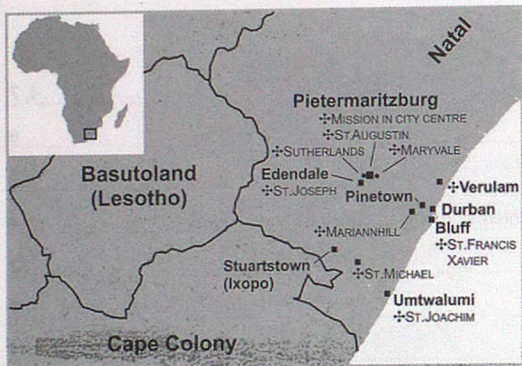 Natal
Pietermaritzburg
✣MISSION IN CITY CENTRE
✣ST.AUGUSTIN
✣SUTHERLANDS
✣MARYVALE
Basutoland
(Lesotho)
Edendale
✣ST.JOSEPH
✣Verulam
Pinetown
Durban
Bluff
✣ST.FRANCIS
XAVIER
✣MARIANNHILL
Stuartstown
(Ixopo)
✣ST.MICHAEL
Umtwalumi
✣ST.JOACHIM
Cape Colony